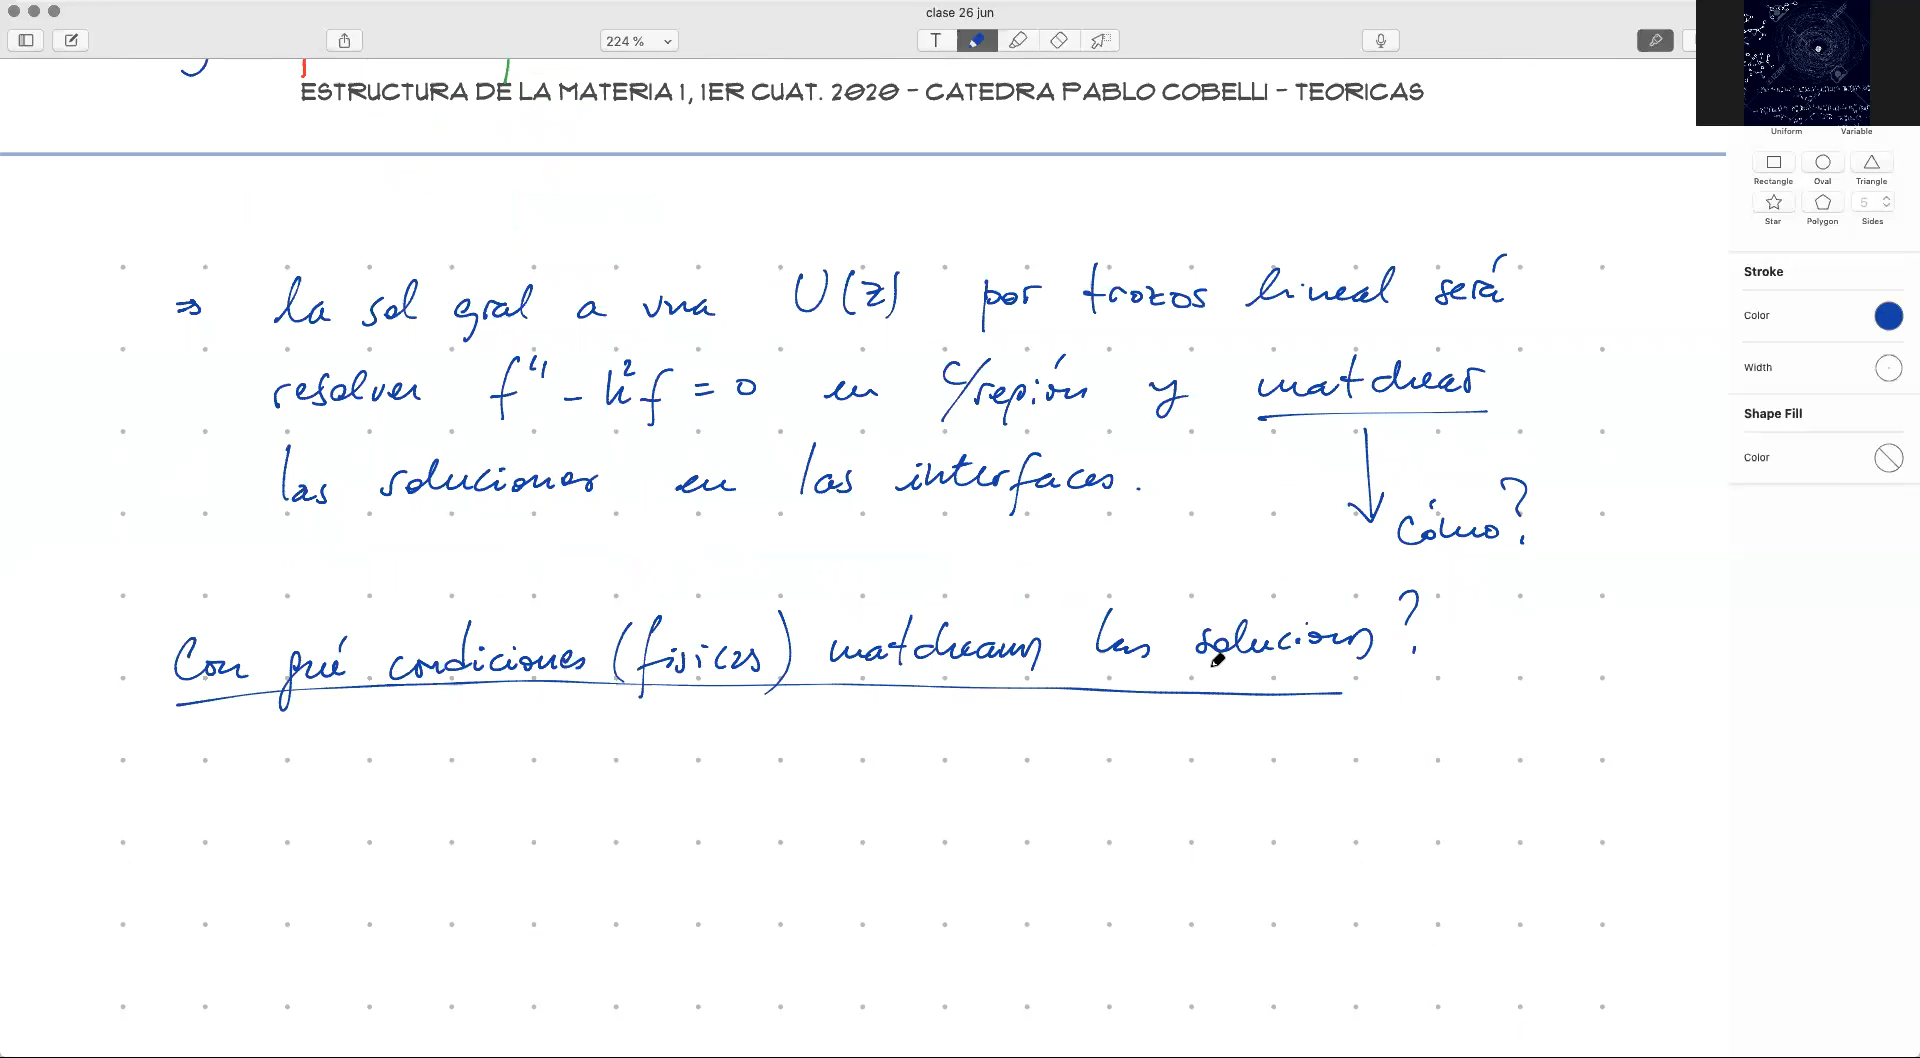 clase 26 jun
224 %
T
ESTRUCTURA DE LA MATERIA 1, 1ER CUAT. 2020 - CATEDRA PABLO COBELLI - TEORICAS
Uniform Variable
Rectangle Oval Triangle
5
Star Polygon Sides
Stroke
Color
Width
Shape Fill
Color
⇒ la sol gral a una U(z) por trozos lineal será
resolver f'' - k²f = 0 en c/región y matchear
las soluciones en las interfaces.
cómo?
Con qué condiciones (físicas) matcheamos las soluciones?